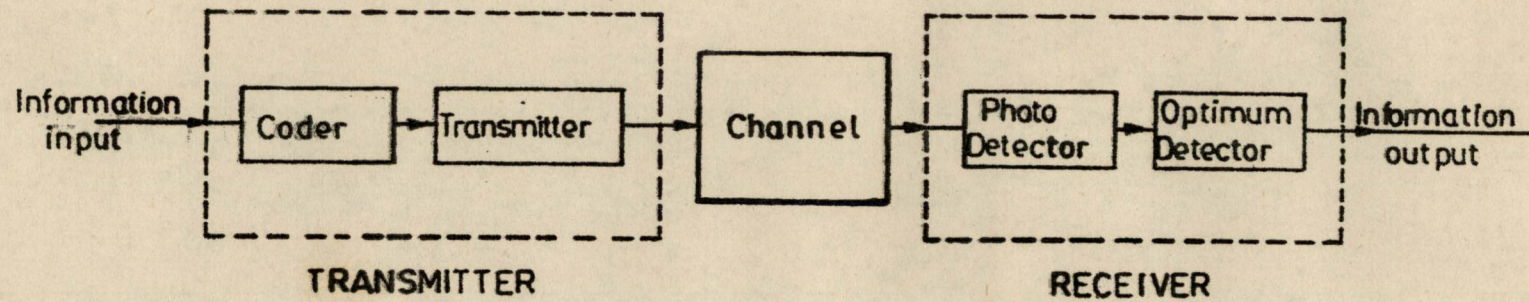 Information
input
Coder
Transmitter
Channel
Photo
Detector
Optimum
Detector
Information
output
TRANSMITTER
RECEIVER